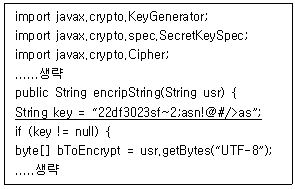 import javax.crypto.KeyGenerator;
import javax.crypto.spec.SecretKeySpec;
import javax.crypto.Cipher;
......생략
public String encripString(String usr) {
String key = “22df3023sf~2;asn!@#/>as”;
if (key != null) {
byte[] bToEncrypt = usr.getBytes(“UTF-8”);
.....생략